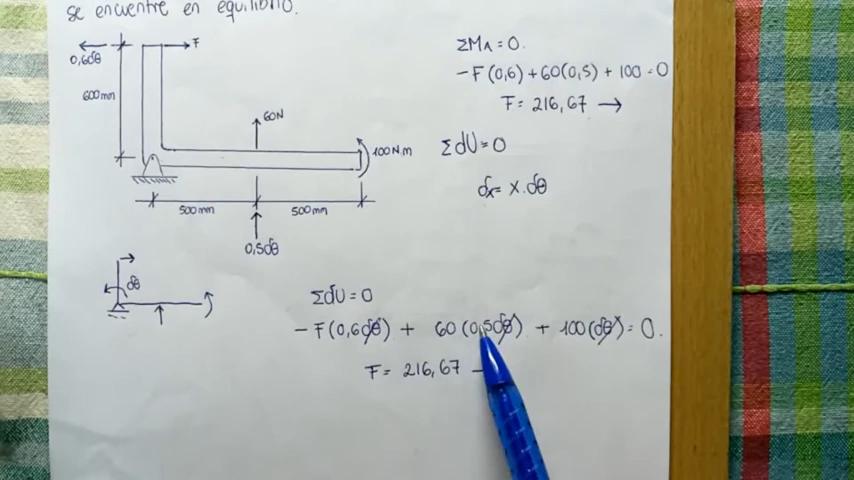 se encuentre en equilibrio.
ΣMA = 0.
0,6dθ
F
- F(0,6) + 60(0,5) + 100 = 0
600mm
F = 216,67 →
60N
100 N.m
ΣdU = 0
dx = x.dθ
500mm
500mm
0,5dθ
dθ
ΣdU = 0
- F(0,6dθ) + 60(0,5dθ) + 100(dθ) = 0.
F = 216,67